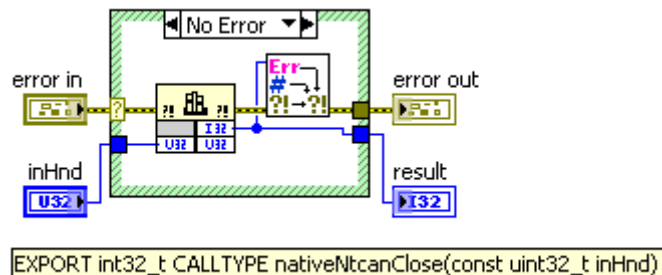 No Error
error in
error out
Err
#
?!
?!
?!
?! → ?!
I32
U32
U32
inHnd
result
U32
I32
EXPORT int32_t CALLTYPE nativeNtcanClose(const uint32_t inHnd)